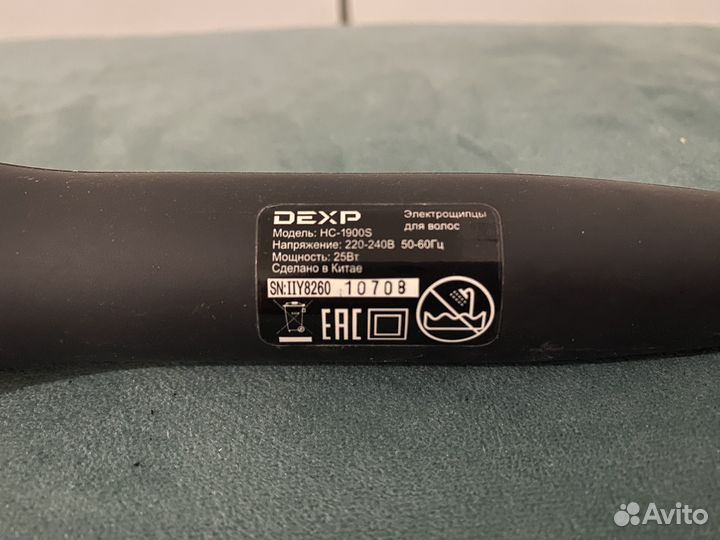 DEXP
Электрощипцы
для волос
Модель: HC-1900S
Напряжение: 220-240В 50-60Гц
Мощность: 25Вт
Сделано в Китае
SN:IIY8260 10708
EAC
Avito